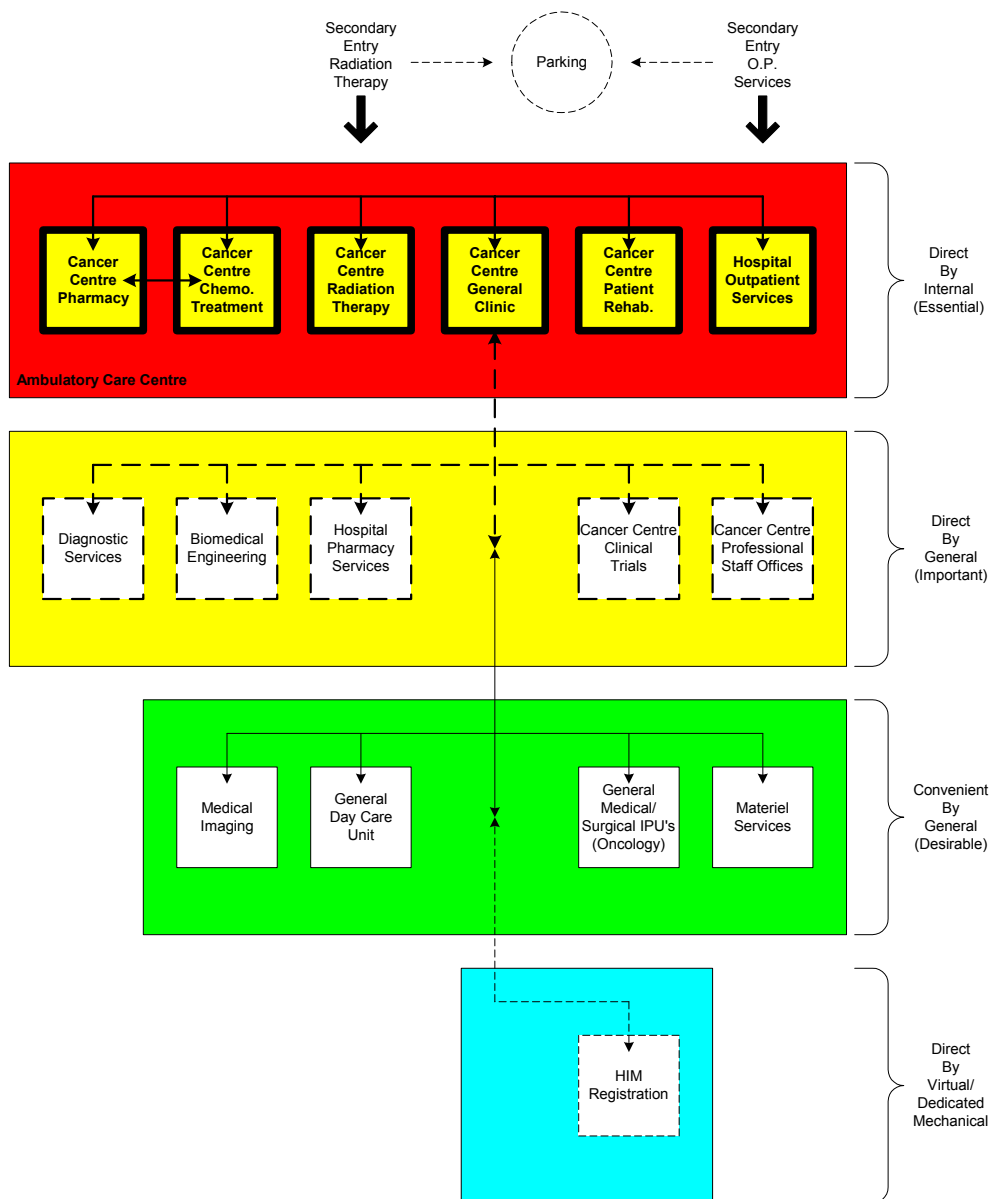 Secondary
Entry
Radiation
Therapy
Parking
Secondary
Entry
O.P.
Services
Cancer
Centre
Pharmacy
Cancer
Centre
Chemo.
Treatment
Cancer
Centre
Radiation
Therapy
Cancer
Centre
General
Clinic
Cancer
Centre
Patient
Rehab.
Hospital
Outpatient
Services
Ambulatory Care Centre
Direct
By
Internal
(Essential)
Diagnostic
Services
Biomedical
Engineering
Hospital
Pharmacy
Services
Cancer Centre
Clinical
Trials
Cancer Centre
Professional
Staff Offices
Direct
By
General
(Important)
Medical
Imaging
General
Day Care
Unit
General
Medical/
Surgical IPU's
(Oncology)
Materiel
Services
Convenient
By
General
(Desirable)
HIM
Registration
Direct
By
Virtual/
Dedicated
Mechanical